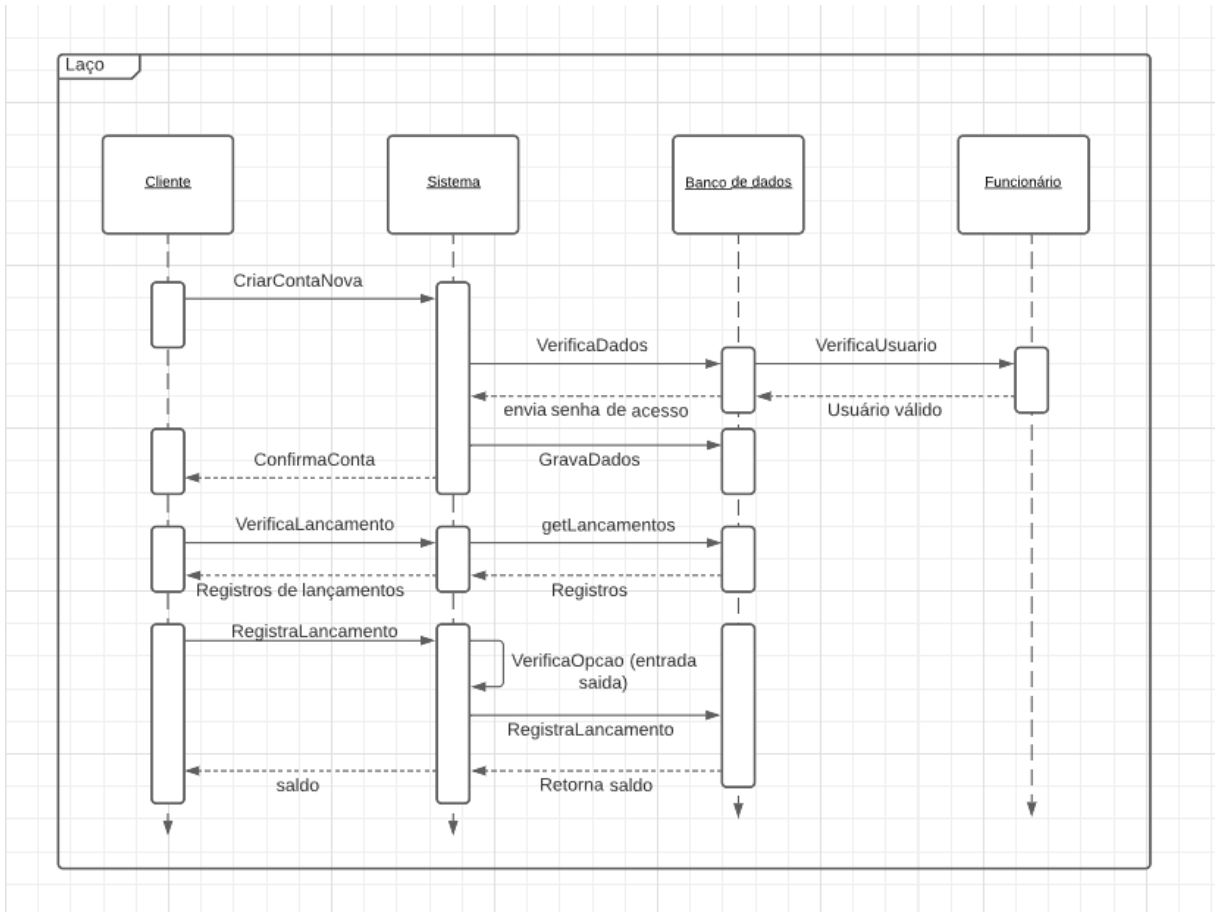 Laço
Cliente
Sistema
Banco de dados
Funcionário
CriarContaNova
VerificaDados
VerificaUsuario
envia senha de acesso
Usuário válido
ConfirmaConta
GravaDados
VerificaLancamento
getLancamentos
Registros de lançamentos
Registros
RegistraLancamento
VerificaOpcao (entrada
saida)
RegistraLancamento
saldo
Retorna saldo